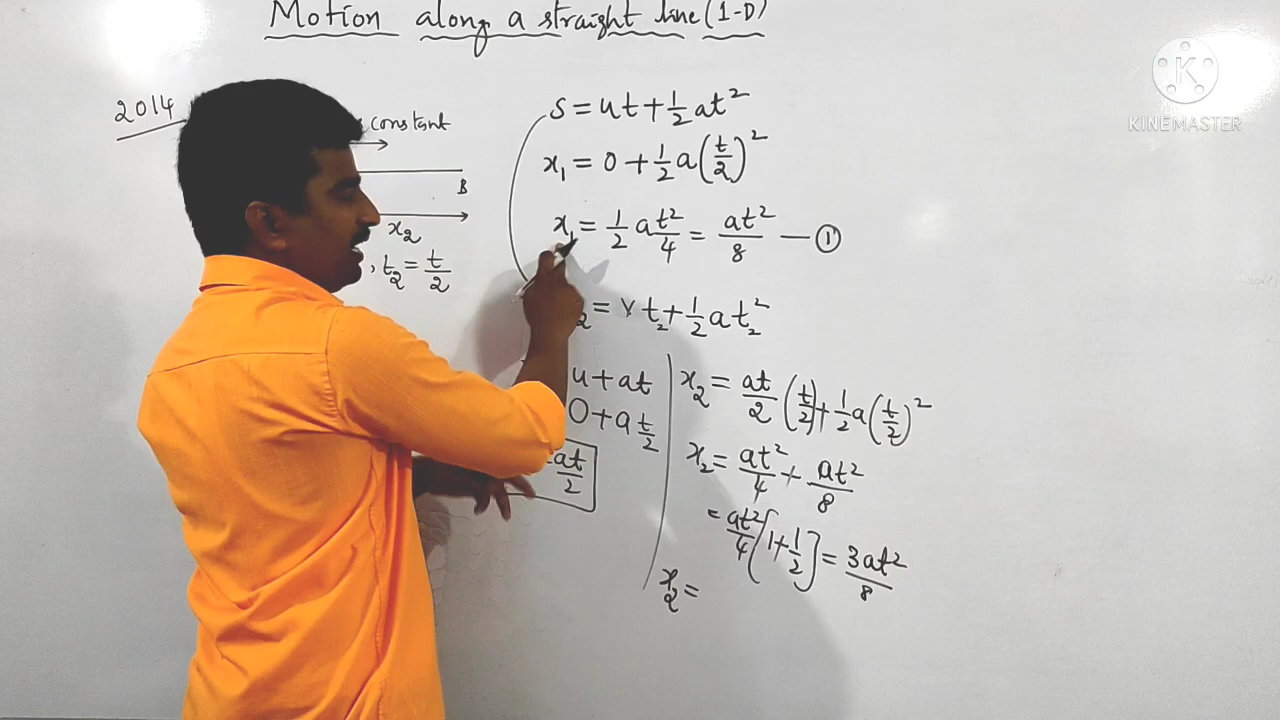 Motion along a straight line (1-D)
K
KINEMASTER
2014
constant
B
x₂
, t₂ = t/2
S = ut + 1/2 at²
x₁ = 0 + 1/2 a(t/2)²
x₁ = 1/2 a t²/4 = at²/8 — ①
₂ = v t₂ + 1/2 a t₂²
u + at
0 + a t/2
= at/2
x₂ = at/2 (t/2) + 1/2 a(t/2)²
x₂ = at²/4 + at²/8
= at²/4 [1 + 1/2] = 3at²/8
x₂ =